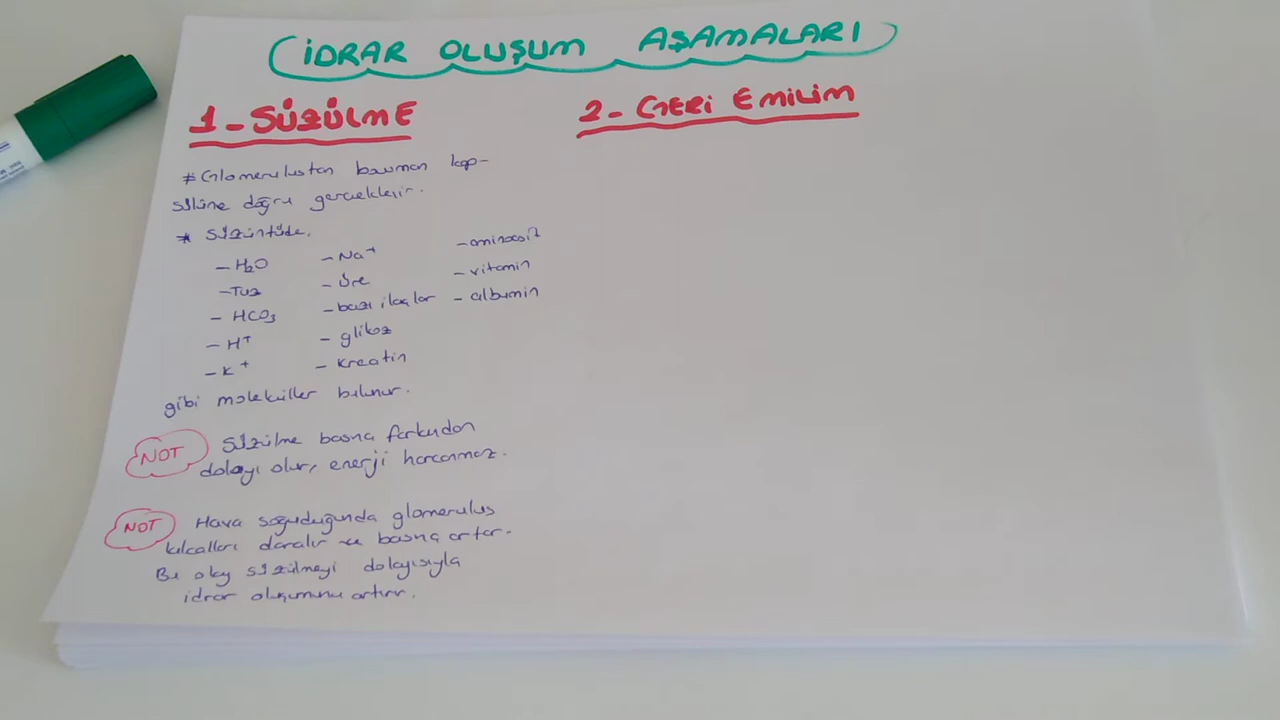 İDRAR OLUŞUM AŞAMALARI
1- SÜZÜLME
* Glomerulustan bowman kap-
sülüne doğru gerçekleşir.
* Süzüntüde,
- H₂O
- Tuz
- HCO₃
- H⁺
- K⁺
- Na⁺
- Üre
- bazı ilaçlar
- glikoz
- kreatin
- aminoasit
- vitamin
- albumin
gibi moleküller bulunur.
NOT Süzülme basınç farkından
dolayı olur, enerji harcanmaz.
NOT Hava soğuduğunda glomerulus
kılcalları daralır ve basınç artar.
Bu olay süzülmeyi dolayısıyla
idrar oluşumunu artırır.
2- GERİ EMİLİM